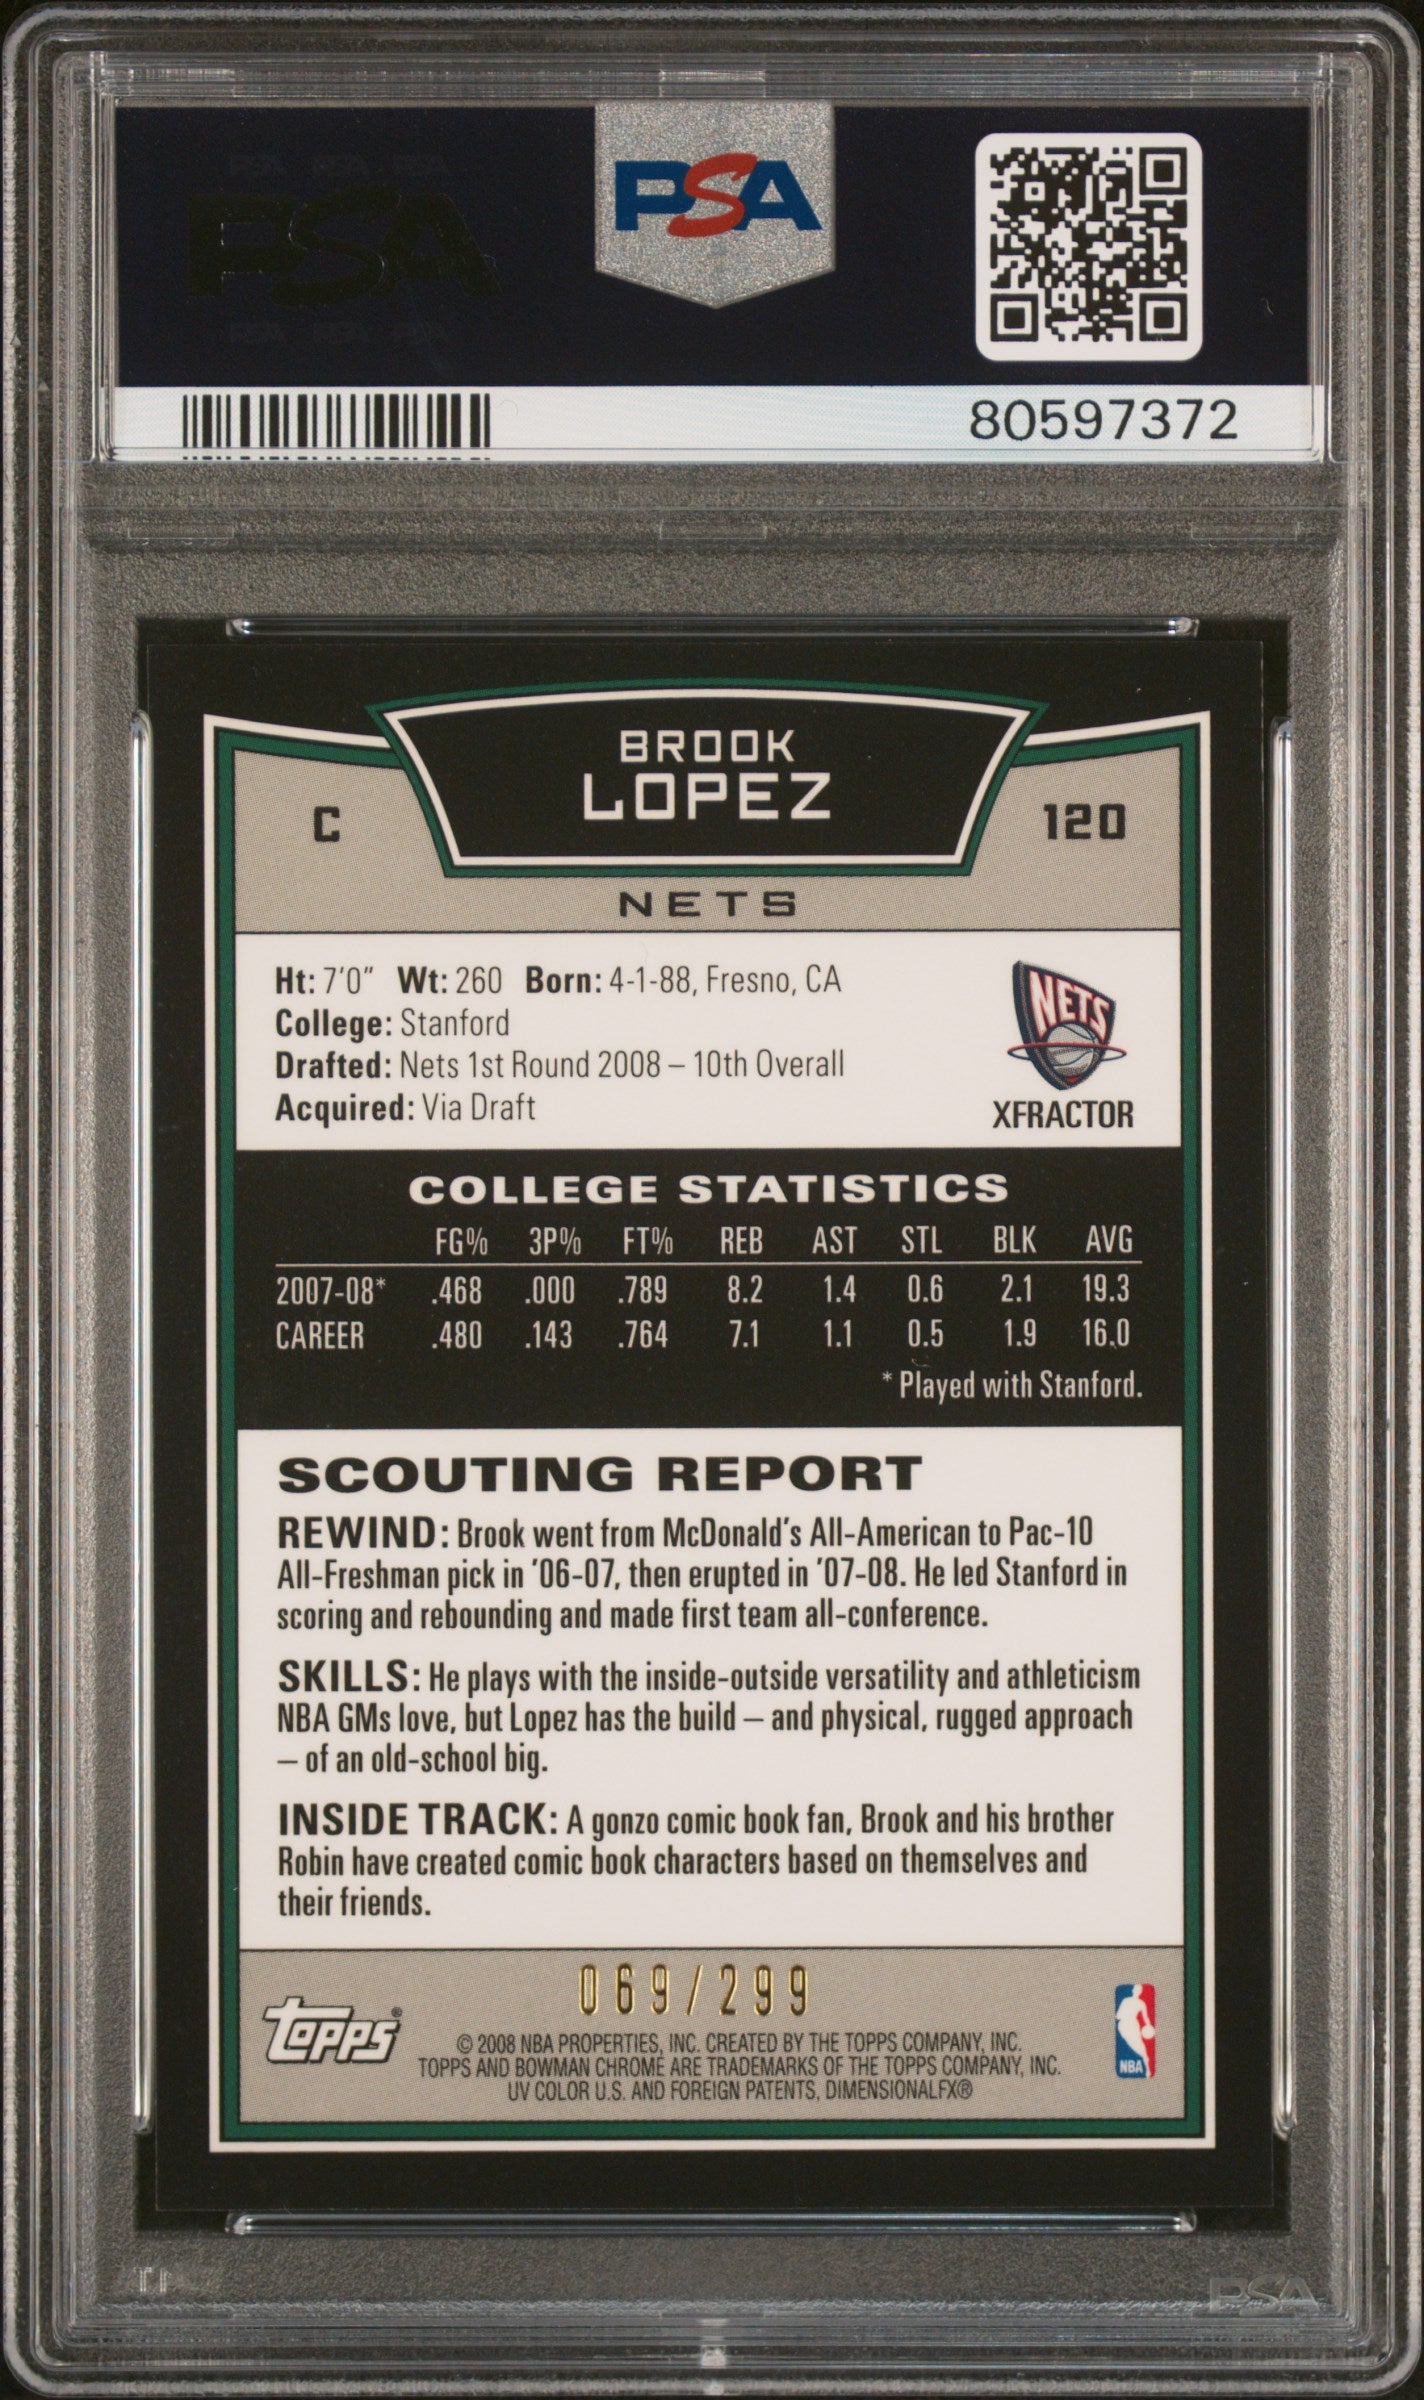 PSA
PSA
80597372
BROOK
LOPEZ
C
120
NETS
Ht: 7'0" Wt: 260 Born: 4-1-88, Fresno, CA
College: Stanford
Drafted: Nets 1st Round 2008 – 10th Overall
Acquired: Via Draft
NETS
XFRACTOR
COLLEGE STATISTICS
FG% 3P% FT% REB AST STL BLK AVG
2007-08* .468 .000 .789 8.2 1.4 0.6 2.1 19.3
CAREER .480 .143 .764 7.1 1.1 0.5 1.9 16.0
* Played with Stanford.
SCOUTING REPORT
REWIND: Brook went from McDonald's All-American to Pac-10
All-Freshman pick in '06-07, then erupted in '07-08. He led Stanford in
scoring and rebounding and made first team all-conference.
SKILLS: He plays with the inside-outside versatility and athleticism
NBA GMs love, but Lopez has the build – and physical, rugged approach
– of an old-school big.
INSIDE TRACK: A gonzo comic book fan, Brook and his brother
Robin have created comic book characters based on themselves and
their friends.
069/299
Topps®
© 2008 NBA PROPERTIES, INC. CREATED BY THE TOPPS COMPANY, INC.
TOPPS AND BOWMAN CHROME ARE TRADEMARKS OF THE TOPPS COMPANY, INC.
UV COLOR U.S. AND FOREIGN PATENTS, DIMENSIONALFX®
NBA
PSA